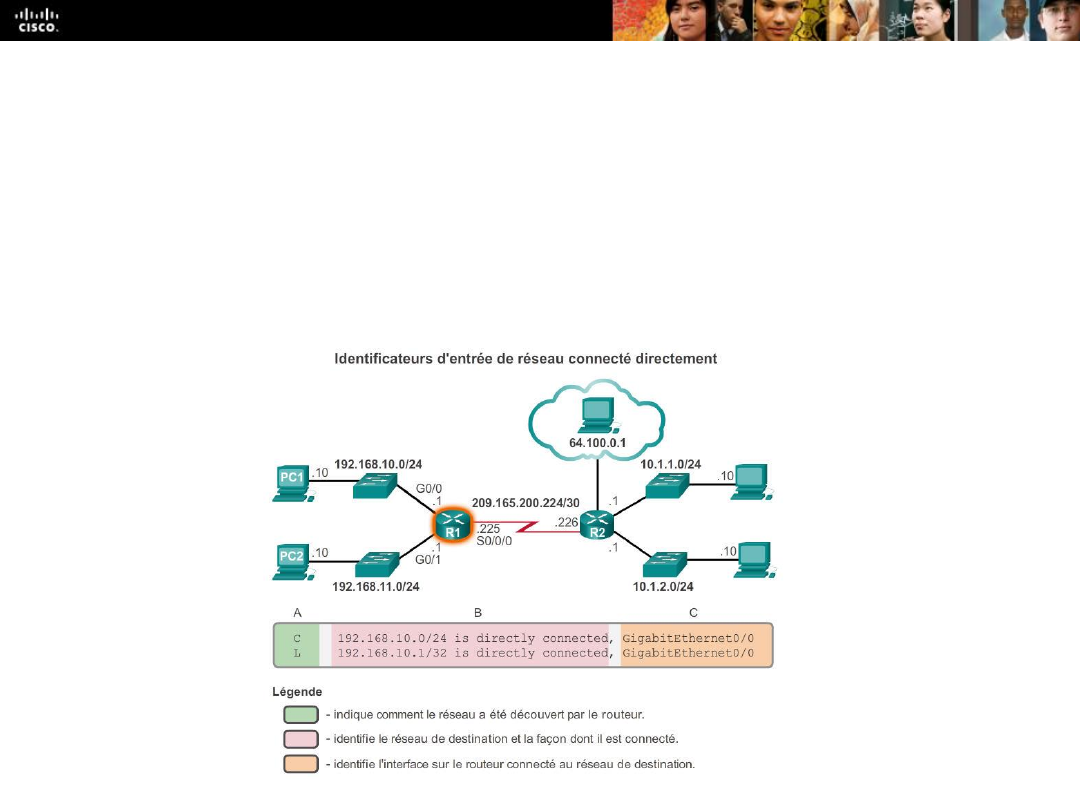 CISCO.
Identificateurs d'entrée de réseau connecté directement
64.100.0.1
192.168.10.0/24
10.1.1.0/24
PC1
.10
.10
G0/0
.1
209.165.200.224/30
.1
R1
.225
.226
R2
S0/0/0
PC2
.10
.1
.1
.10
G0/1
192.168.11.0/24
10.1.2.0/24
A B C
C 192.168.10.0/24 is directly connected, GigabitEthernet0/0
L 192.168.10.1/32 is directly connected, GigabitEthernet0/0
Légende
- indique comment le réseau a été découvert par le routeur.
- identifie le réseau de destination et la façon dont il est connecté.
- identifie l'interface sur le routeur connecté au réseau de destination.